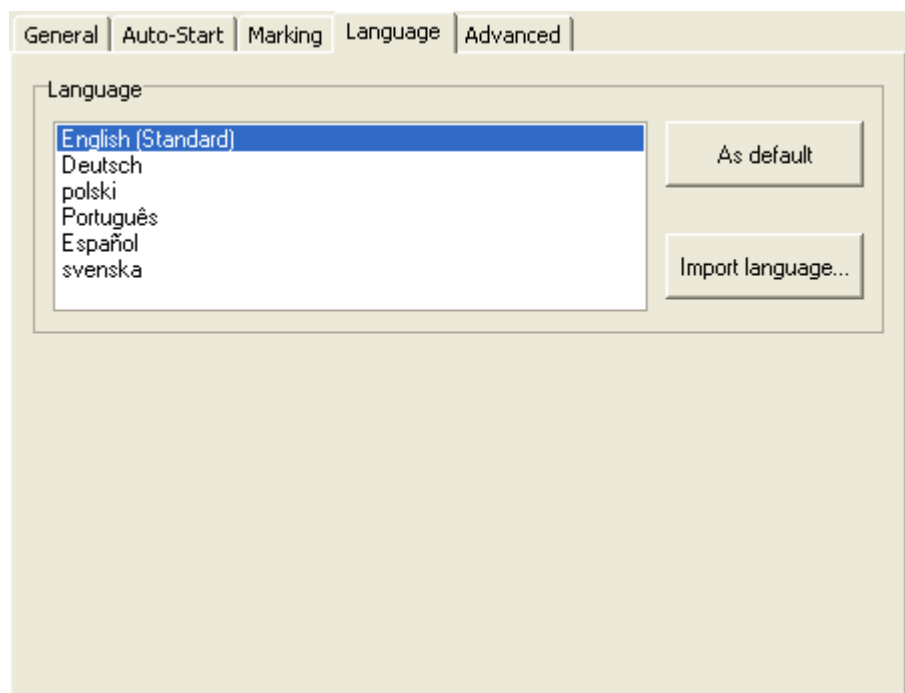 General Auto-Start Marking Language Advanced
Language
English (Standard)
Deutsch
polski
Português
Español
svenska
As default
Import language...